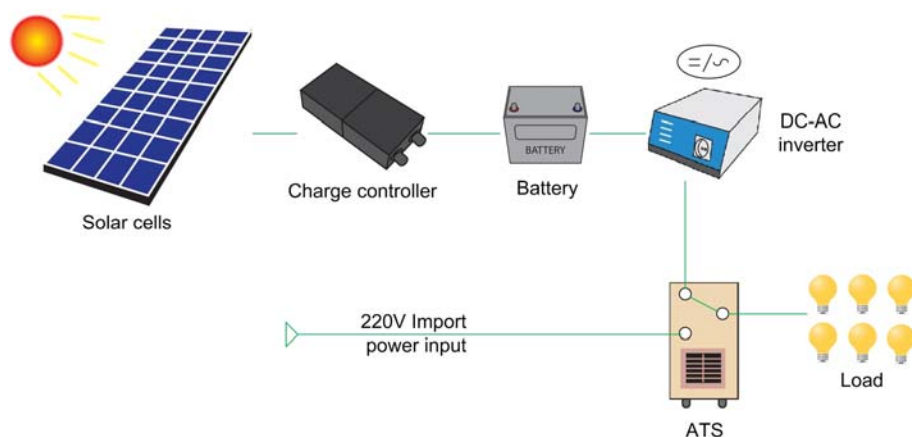 Solar cells
Charge controller
BATTERY
Battery
=/∽
DC-AC
inverter
220V Import
power input
Load
ATS